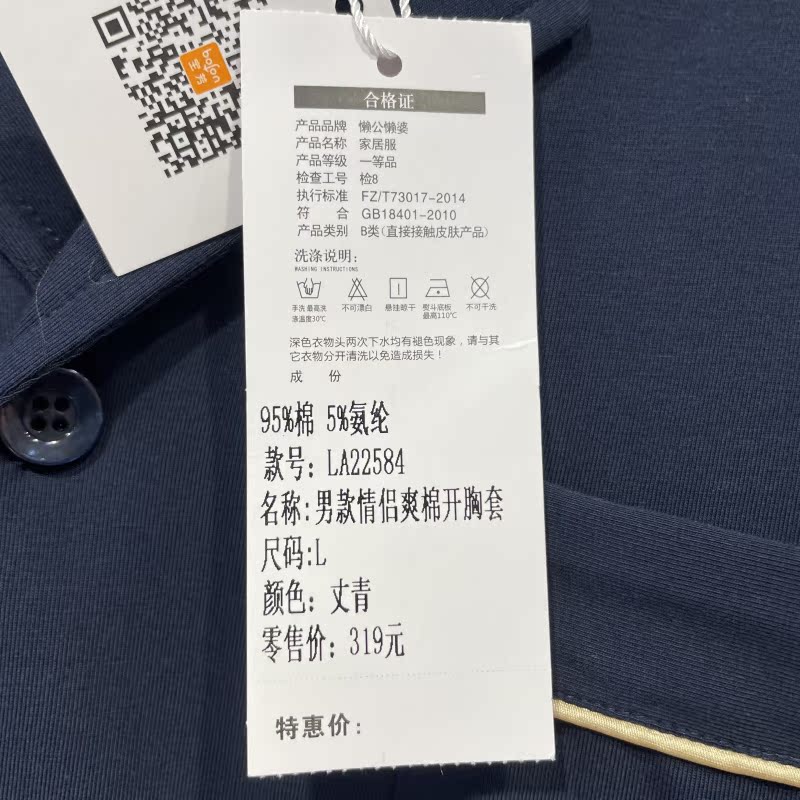 bolson
合格证
产品品牌 懒公懒婆
产品名称 家居服
产品等级 一等品
检查工号 检8
执行标准 FZ/T73017-2014
符 合 GB18401-2010
产品类别 B类(直接接触皮肤产品)
洗涤说明:
WASHING INSTRUCTIONS
手洗 最高洗涤温度30℃
不可漂白
悬挂晾干
熨斗底板最高110℃
不可干洗
深色衣物头两次下水均有褪色现象，请与其
它衣物分开清洗以免造成损失！
成 份
95%棉 5%氨纶
款号: LA22584
名称:男款情侣爽棉开胸套
尺码:L
颜色: 丈青
零售价: 319元
特惠价: